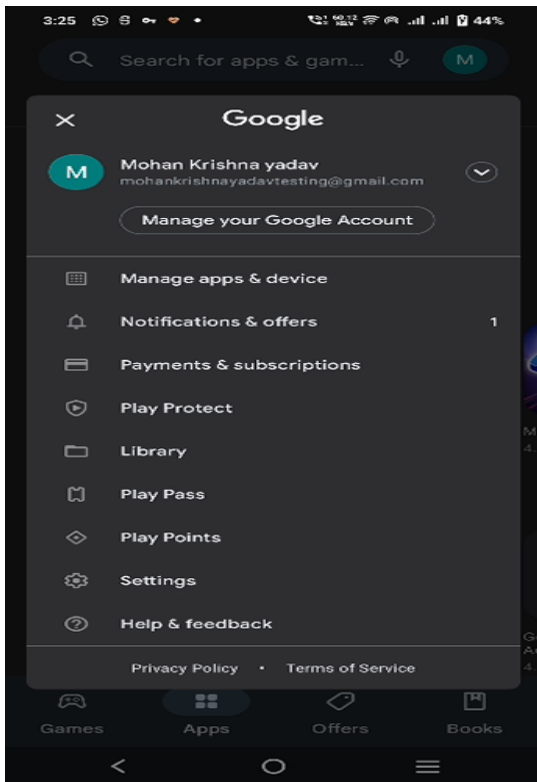 3:25 44%
Search for apps & gam... M
Google
M Mohan Krishna yadav
mohankrishnayadavtesting@gmail.com
Manage your Google Account
Manage apps & device
Notifications & offers 1
Payments & subscriptions
Play Protect
Library
Play Pass
Play Points
Settings
Help & feedback
Privacy Policy • Terms of Service
Games Apps Offers Books